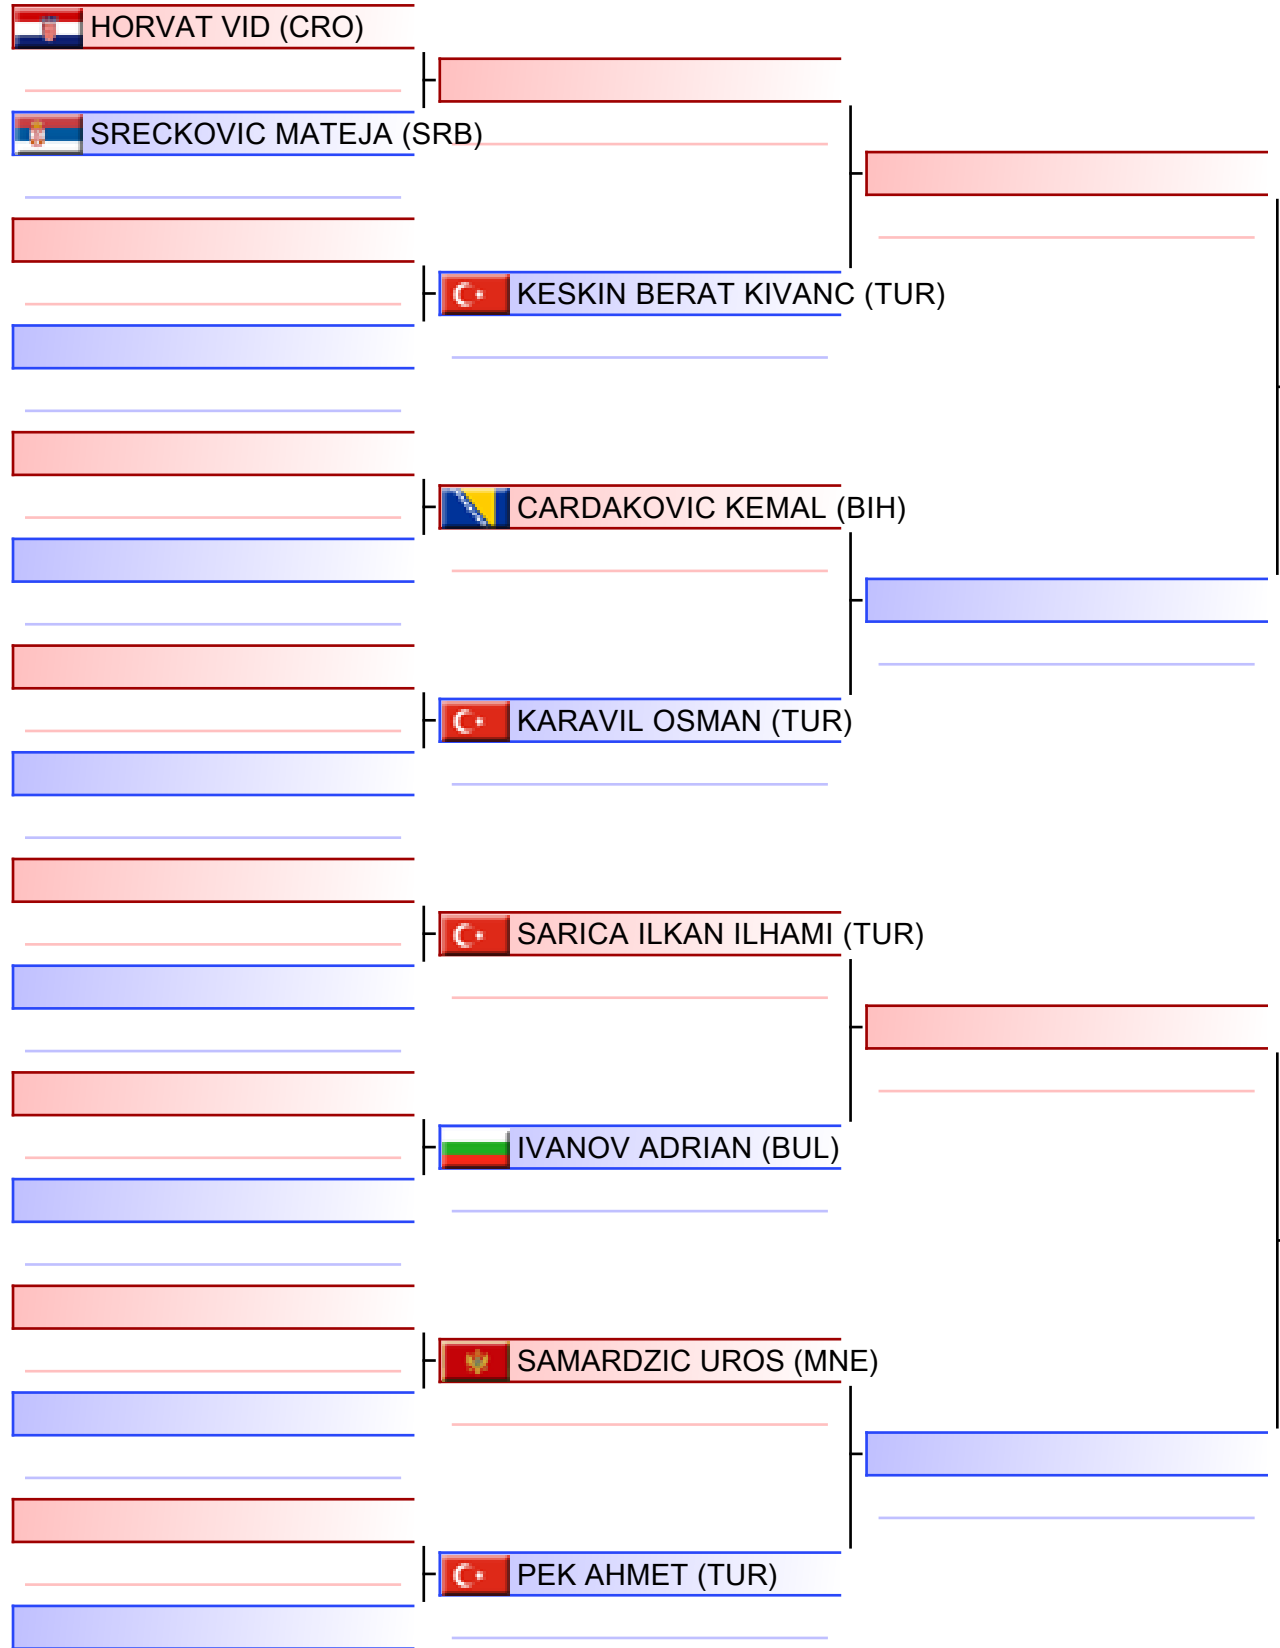 HORVAT VID (CRO)
SRECKOVIC MATEJA (SRB)
KESKIN BERAT KIVANC (TUR)
CARDAKOVIC KEMAL (BIH)
KARAVIL OSMAN (TUR)
SARICA ILKAN ILHAMI (TUR)
IVANOV ADRIAN (BUL)
SAMARDZIC UROS (MNE)
PEK AHMET (TUR)